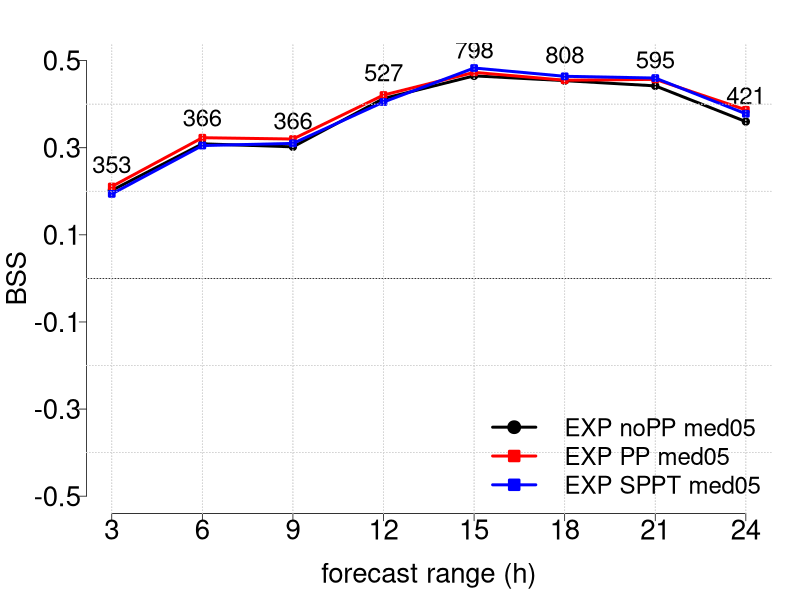 798
808
595
527
421
366
366
353
0.5
0.3
0.1
-0.1
-0.3
-0.5
BSS
EXP noPP med05
EXP PP med05
EXP SPPT med05
3 6 9 12 15 18 21 24
forecast range (h)